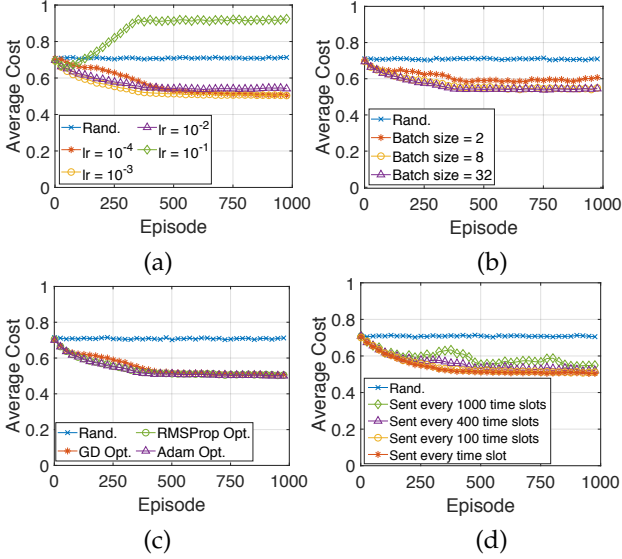 1
0.8
0.6
0.4
0.2
0
Average Cost
Rand.
lr = 10-4
lr = 10-3
lr = 10-2
lr = 10-1
0 250 500 750 1000
Episode
(a)
1
0.8
0.6
0.4
0.2
0
Average Cost
Rand.
Batch size = 2
Batch size = 8
Batch size = 32
0 250 500 750 1000
Episode
(b)
1
0.8
0.6
0.4
0.2
0
Average Cost
Rand. RMSProp Opt.
GD Opt. Adam Opt.
0 250 500 750 1000
Episode
(c)
1
0.8
0.6
0.4
0.2
0
Average Cost
Rand.
Sent every 1000 time slots
Sent every 400 time slots
Sent every 100 time slots
Sent every time slot
0 250 500 750 1000
Episode
(d)